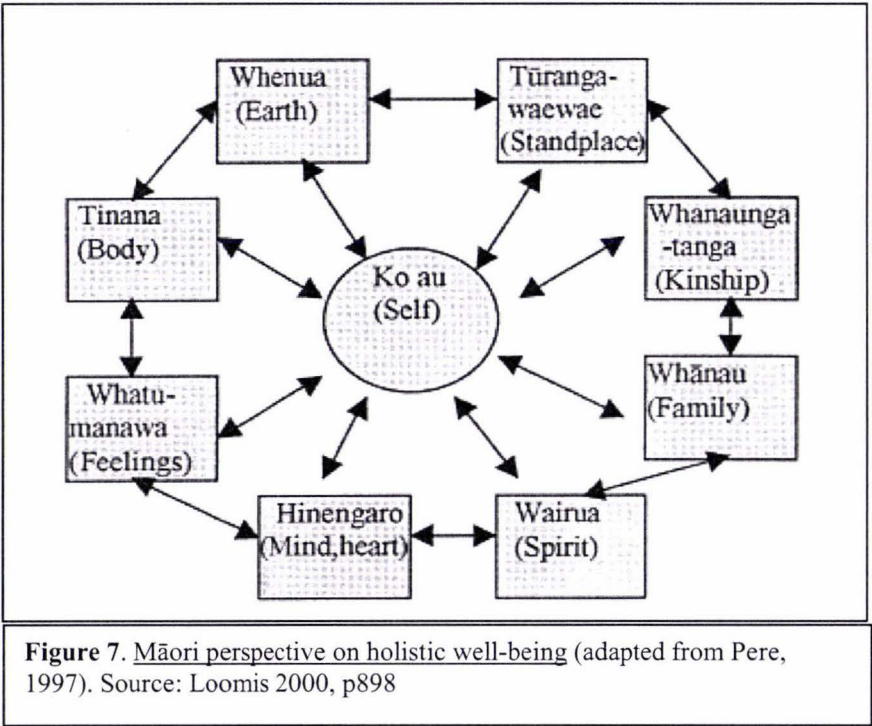 Whenua
(Earth)
Tūranga-
waewae
(Standplace)
Tinana
(Body)
Ko au
(Self)
Whanaunga
-tanga
(Kinship)
Whatu-
manawa
(Feelings)
Whānau
(Family)
Hinengaro
(Mind,heart)
Wairua
(Spirit)
Figure 7. Māori perspective on holistic well-being (adapted from Pere,
1997). Source: Loomis 2000, p898